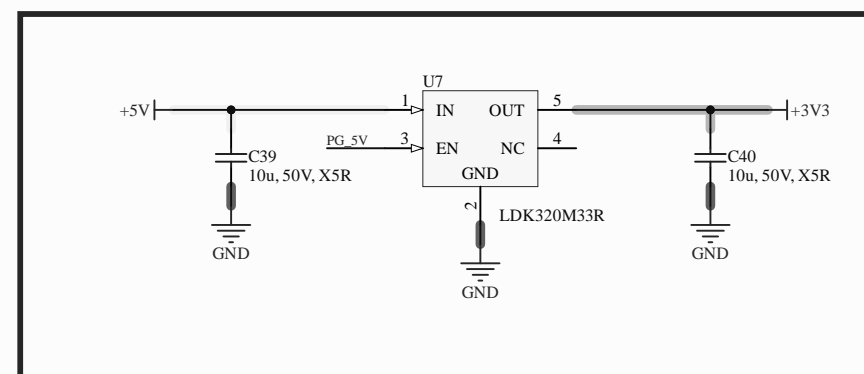 U7
+5V
1
IN
OUT
5
+3V3
PG_5V
3
EN
NC
4
C39
10u, 50V, X5R
GND
2
LDK320M33R
C40
10u, 50V, X5R
GND
GND
GND